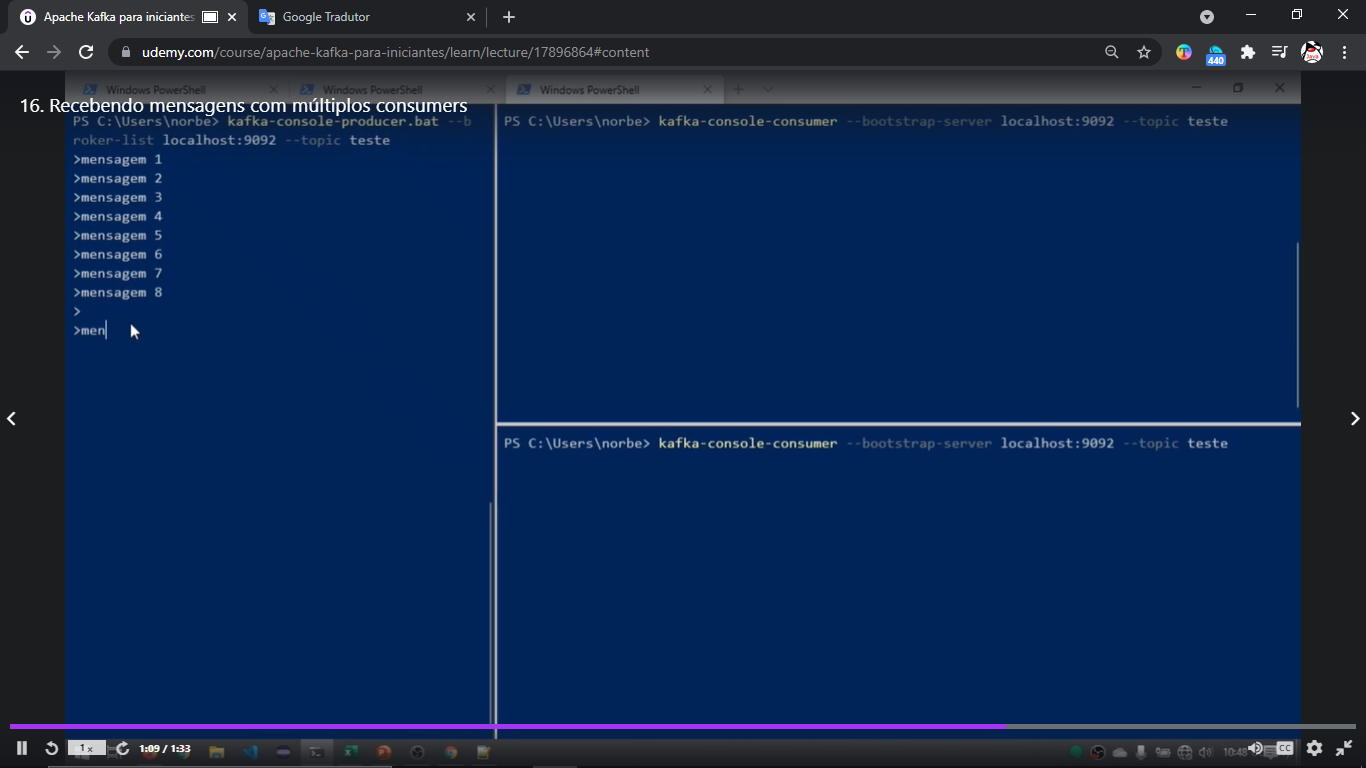 Apache Kafka para iniciantes
Google Tradutor
udemy.com/course/apache-kafka-para-iniciantes/learn/lecture/17896864#content
440
Windows PowerShell
Windows PowerShell
Windows PowerShell
16. Recebendo mensagens com múltiplos consumers
PS C:\Users\norbe> kafka-console-producer.bat --b
roker-list localhost:9092 --topic teste
>mensagem 1
>mensagem 2
>mensagem 3
>mensagem 4
>mensagem 5
>mensagem 6
>mensagem 7
>mensagem 8
>
>men
PS C:\Users\norbe> kafka-console-consumer --bootstrap-server localhost:9092 --topic teste
PS C:\Users\norbe> kafka-console-consumer --bootstrap-server localhost:9092 --topic teste
1x
1:09 / 1:33
10:48
CC